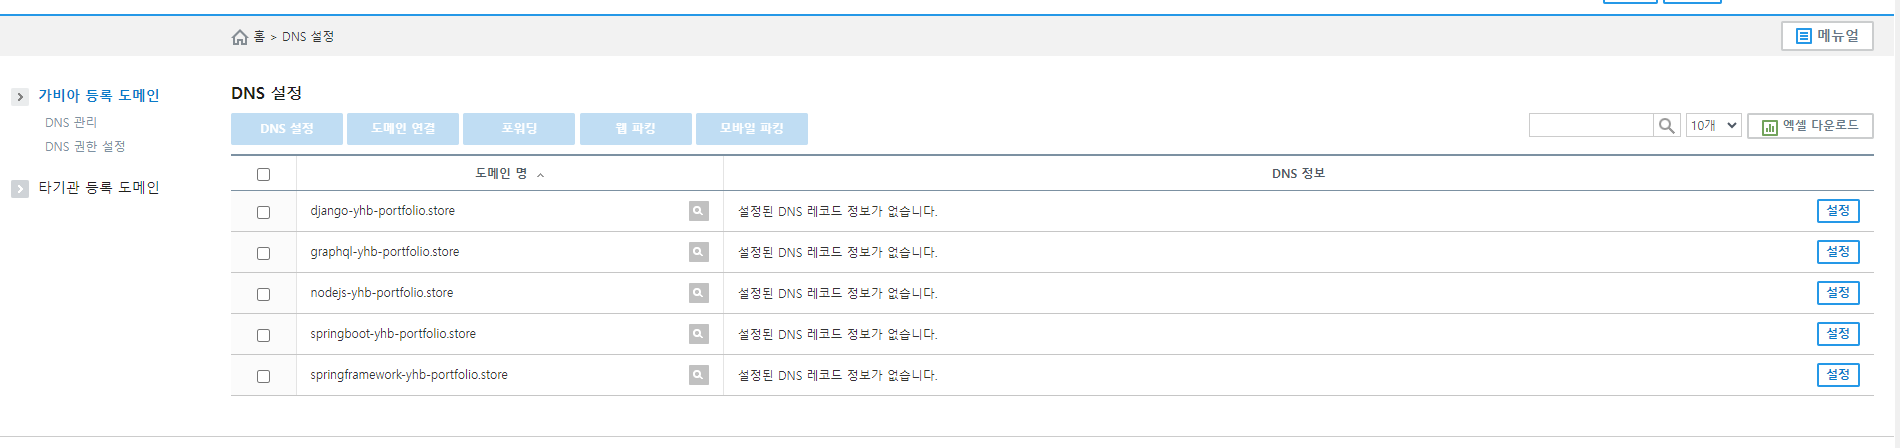 홈 > DNS 설정
메뉴얼
가비아 등록 도메인
DNS 관리
DNS 권한 설정
타기관 등록 도메인
DNS 설정
DNS 설정 도메인 연결 포워딩 웹 파킹 모바일 파킹
10개 엑셀 다운로드
도메인 명 DNS 정보
django-yhb-portfolio.store 설정된 DNS 레코드 정보가 없습니다. 설정
graphql-yhb-portfolio.store 설정된 DNS 레코드 정보가 없습니다. 설정
nodejs-yhb-portfolio.store 설정된 DNS 레코드 정보가 없습니다. 설정
springboot-yhb-portfolio.store 설정된 DNS 레코드 정보가 없습니다. 설정
springframework-yhb-portfolio.store 설정된 DNS 레코드 정보가 없습니다. 설정